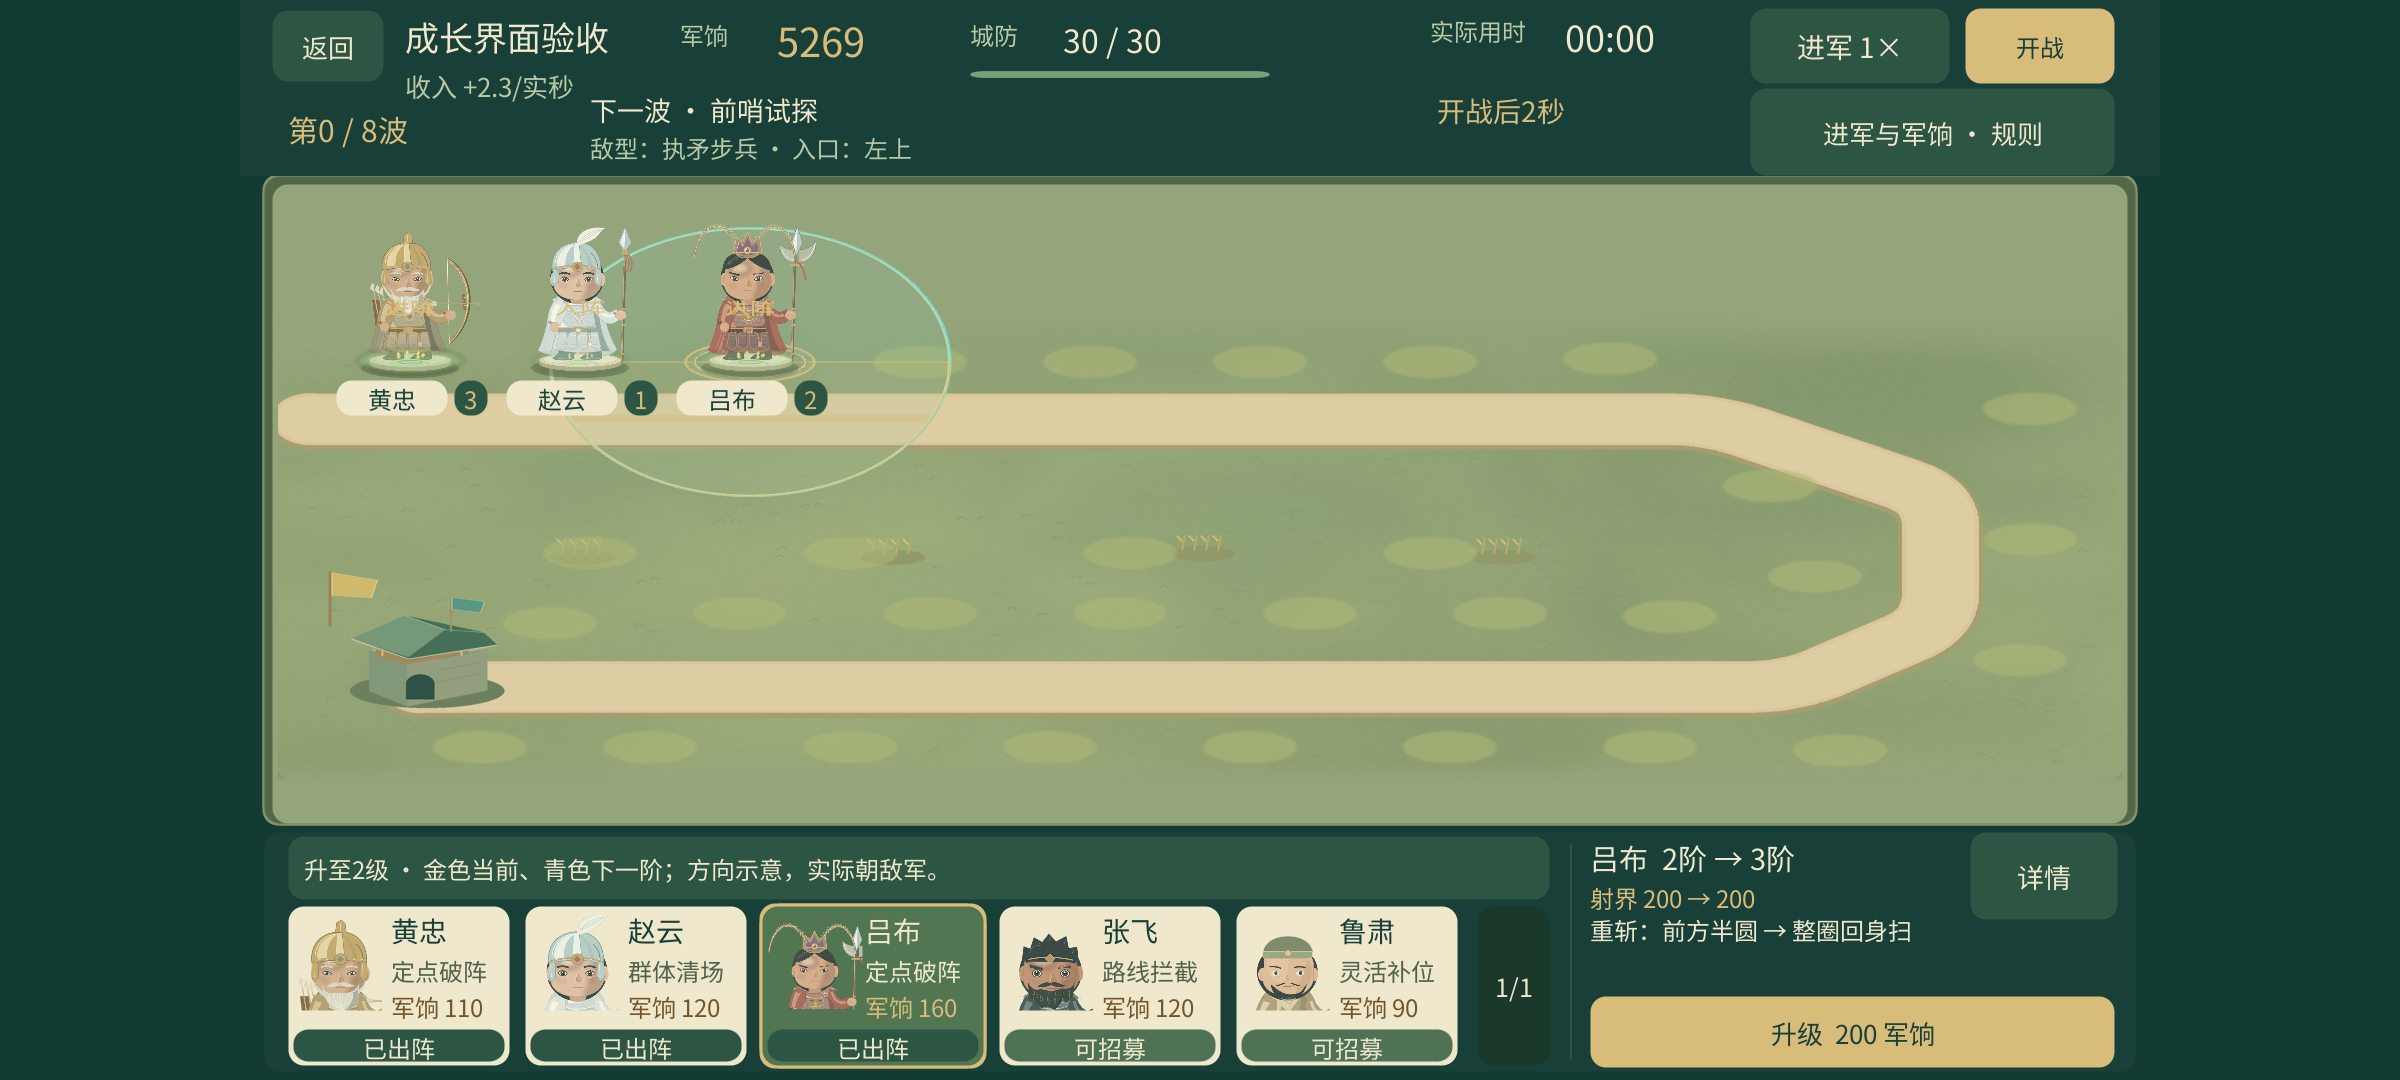 返回
成长界面验收
收入 +2.3/实秒
军饷
5269
城防
30 / 30
实际用时
00:00
进军 1×
开战
第0 / 8波
下一波 · 前哨试探
敌型：执矛步兵 · 入口：左上
开战后2秒
进军与军饷 · 规则
黄忠
3
赵云
1
吕布
2
升至2级 · 金色当前、青色下一阶；方向示意，实际朝敌军。
黄忠
定点破阵
军饷 110
已出阵
赵云
群体清场
军饷 120
已出阵
吕布
定点破阵
军饷 160
已出阵
张飞
路线拦截
军饷 120
可招募
鲁肃
灵活补位
军饷 90
可招募
1/1
吕布 2阶 → 3阶
射界 200 → 200
重斩：前方半圆 → 整圈回身扫
详情
升级 200 军饷